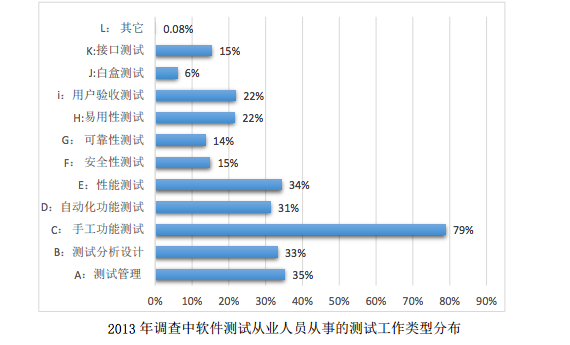 L： 其它 0.08%
K:接口测试 15%
J:白盒测试 6%
i：用户验收测试 22%
H:易用性测试 22%
G： 可靠性测试 14%
F： 安全性测试 15%
E： 性能测试 34%
D：自动化功能测试 31%
C： 手工功能测试 79%
B：测试分析设计 33%
A：测试管理 35%
0% 10% 20% 30% 40% 50% 60% 70% 80% 90%
2013 年调查中软件测试从业人员从事的测试工作类型分布